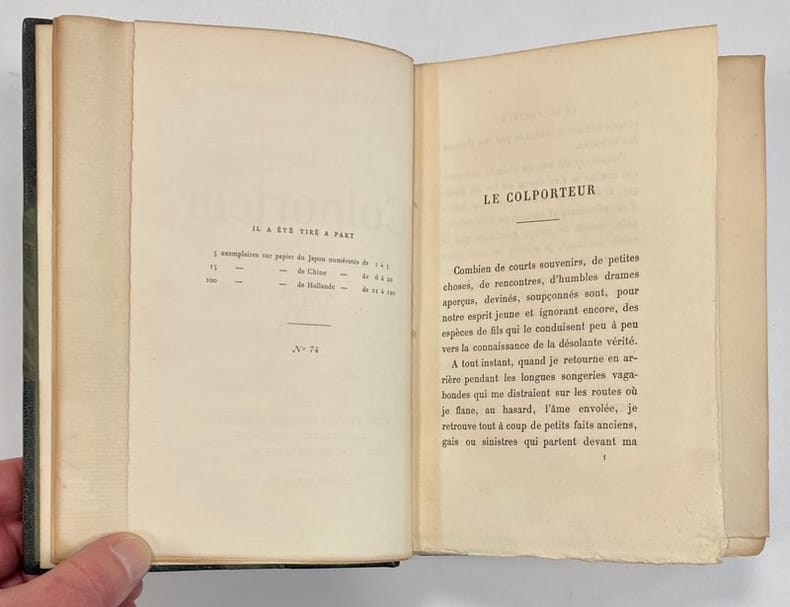 IL A ÉTÉ TIRÉ A PART
5 exemplaires sur papier du Japon numérotés de 1 à 5
15 — — de Chine — de 6 à 20
100 — — de Hollande — de 21 à 120
No 74
LE COLPORTEUR
Combien de courts souvenirs, de petites
choses, de rencontres, d'humbles drames
aperçus, devinés, soupçonnés sont, pour
notre esprit jeune et ignorant encore, des
espèces de fils qui le conduisent peu à peu
vers la connaissance de la désolante vérité.
A tout instant, quand je retourne en ar-
rière pendant les longues songeries vaga-
bondes qui me distraient sur les routes où
je flane, au hasard, l'âme envolée, je
retrouve tout à coup de petits faits anciens,
gais ou sinistres qui partent devant ma
1